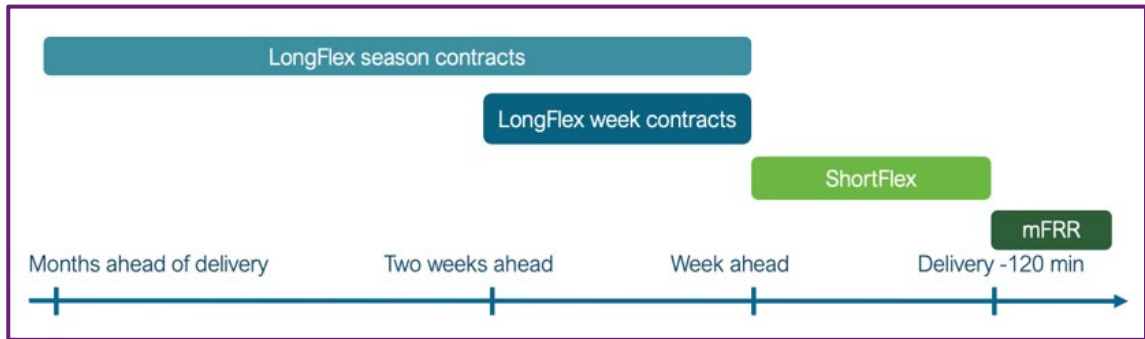 LongFlex season contracts
LongFlex week contracts
ShortFlex
mFRR
Months ahead of delivery
Two weeks ahead
Week ahead
Delivery -120 min